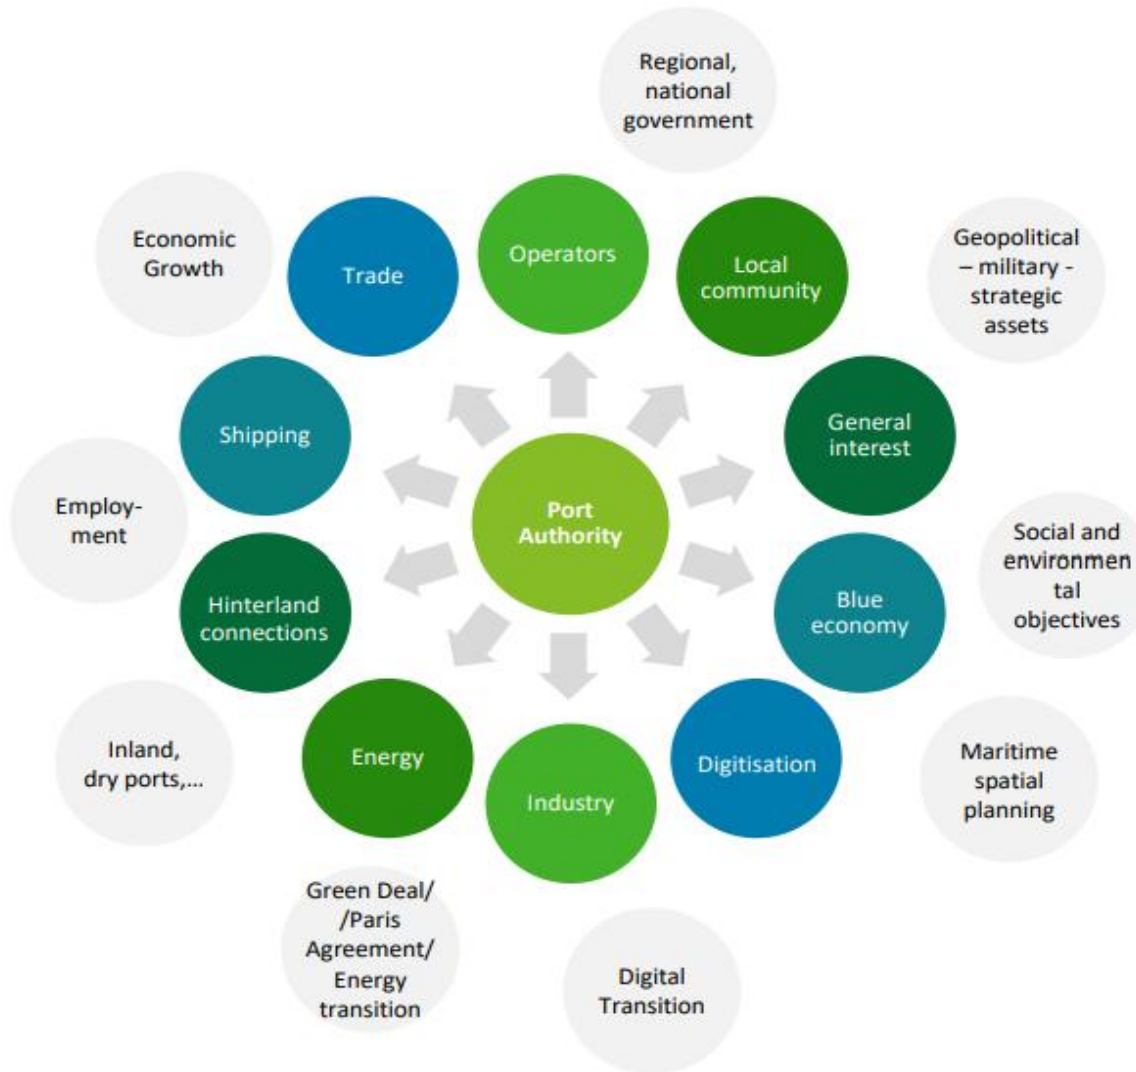 Regional,
national
government
Economic
Growth
Trade
Operators
Local
community
Geopolitical
– military -
strategic
assets
Shipping
General
interest
Employ-
ment
Port
Authority
Social and
environmen
tal
objectives
Hinterland
connections
Blue
economy
Inland,
dry ports,...
Energy
Industry
Digitisation
Maritime
spatial
planning
Green Deal/
/Paris
Agreement/
Energy
transition
Digital
Transition